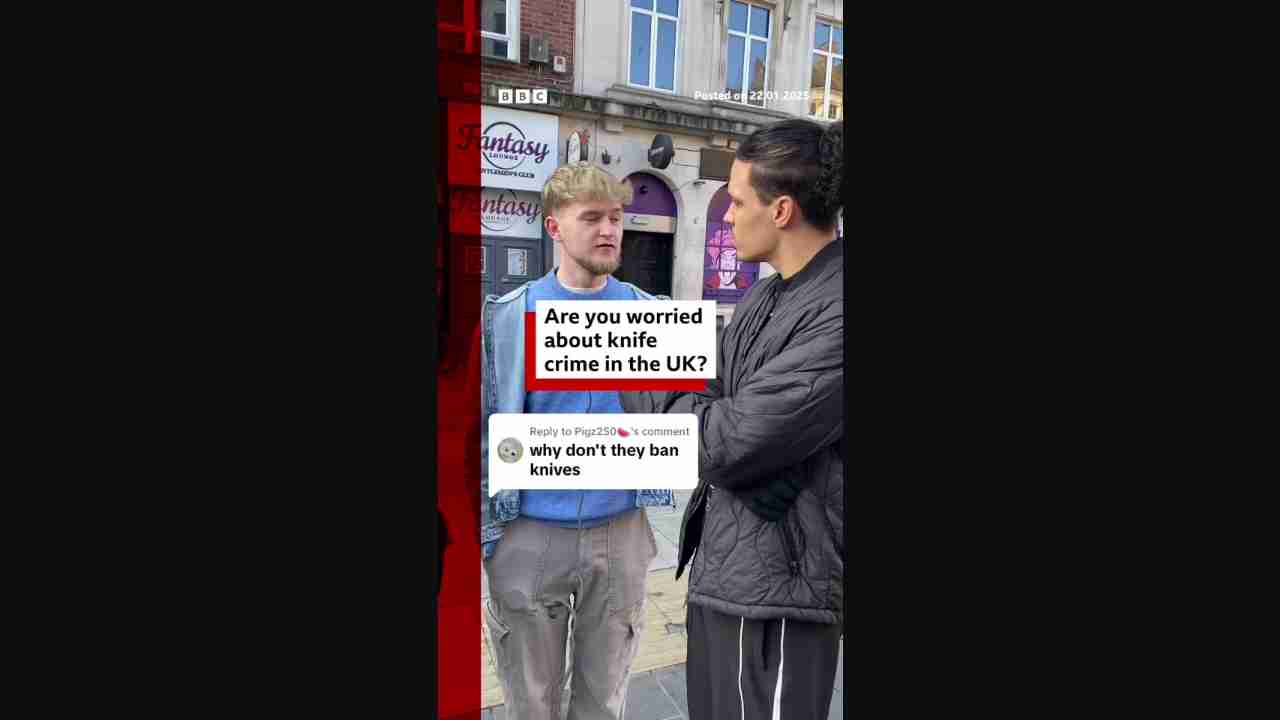 BBC
Posted on 22.01.2025
Fantasy
LOUNGE
GENTLEMEN'S CLUB
Fantasy
LOUNGE
Are you worried
about knife
crime in the UK?
Reply to Pigz250's comment
why don't they ban
knives